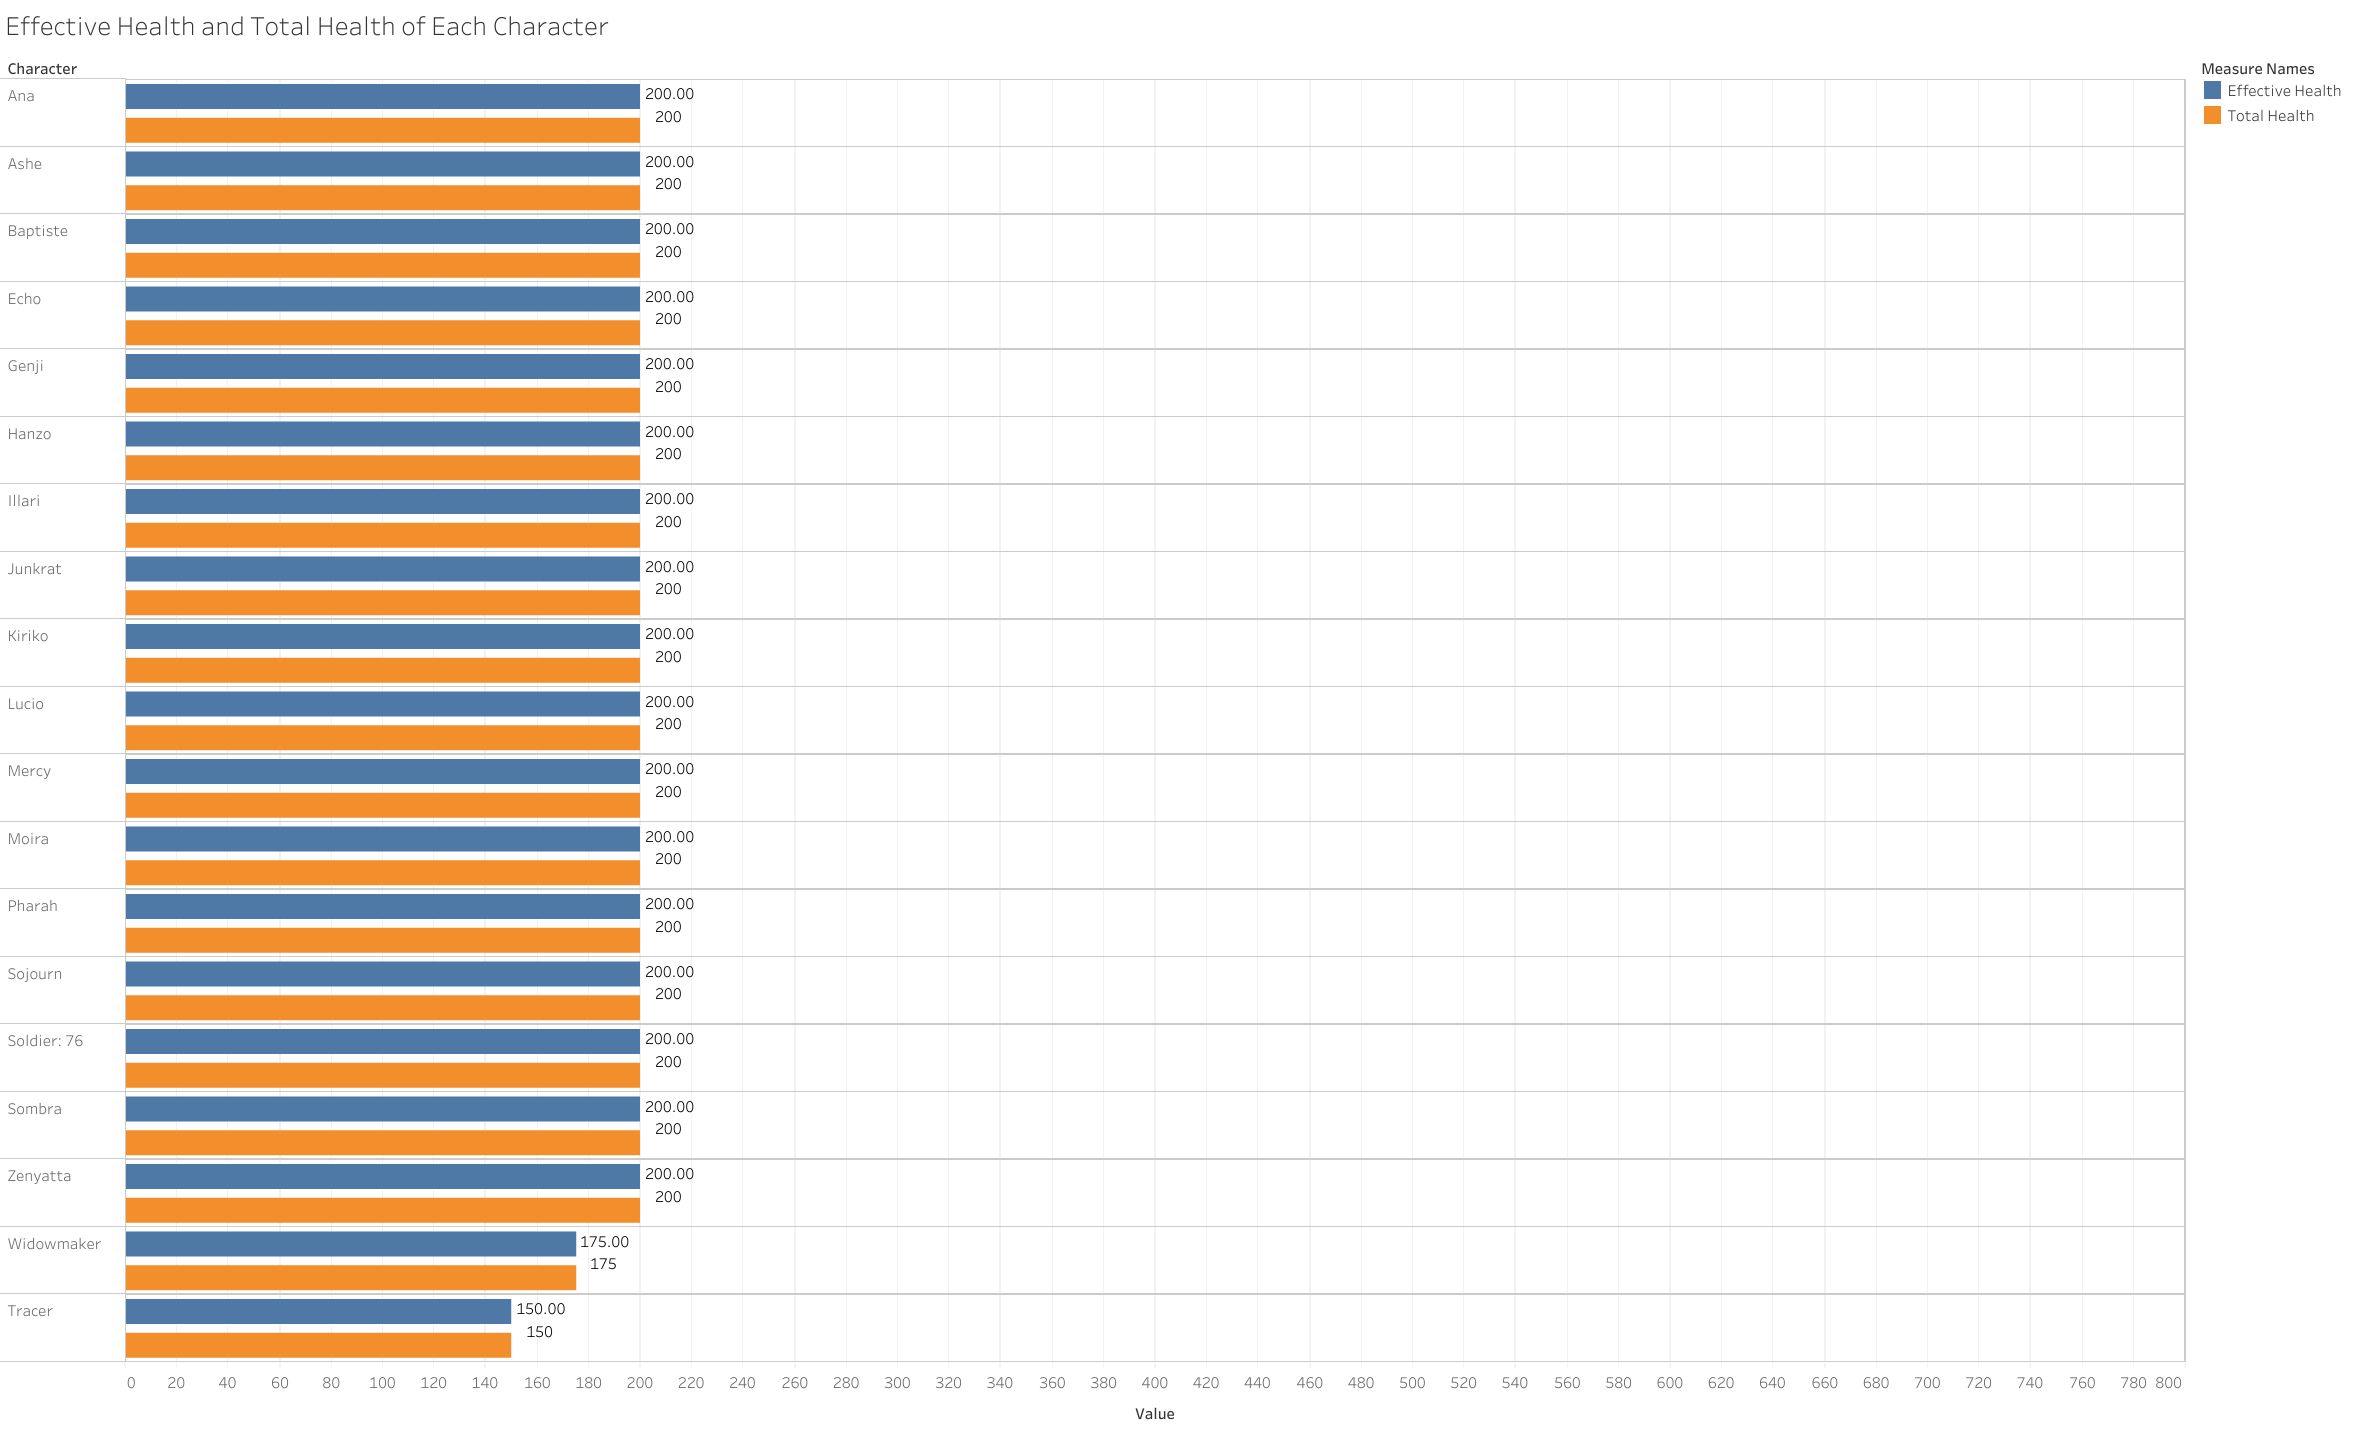 Effective Health and Total Health of Each Character
Character
Measure Names
Effective Health
Total Health
Ana
200.00
200
Ashe
200.00
200
Baptiste
200.00
200
Echo
200.00
200
Genji
200.00
200
Hanzo
200.00
200
Illari
200.00
200
Junkrat
200.00
200
Kiriko
200.00
200
Lucio
200.00
200
Mercy
200.00
200
Moira
200.00
200
Pharah
200.00
200
Sojourn
200.00
200
Soldier: 76
200.00
200
Sombra
200.00
200
Zenyatta
200.00
200
Widowmaker
175.00
175
Tracer
150.00
150
0 20 40 60 80 100 120 140 160 180 200 220 240 260 280 300 320 340 360 380 400 420 440 460 480 500 520 540 560 580 600 620 640 660 680 700 720 740 760 780 800
Value